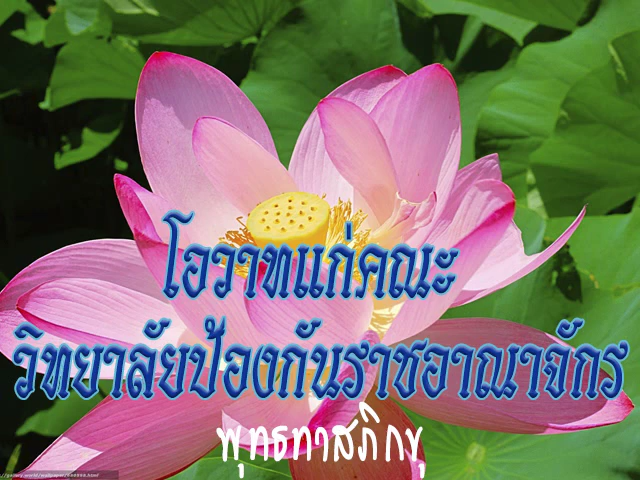 โอวาทแก่คณะ
วิทยาลัยป้องกันราชอาณาจักร
พุทธทาสภิกขุ